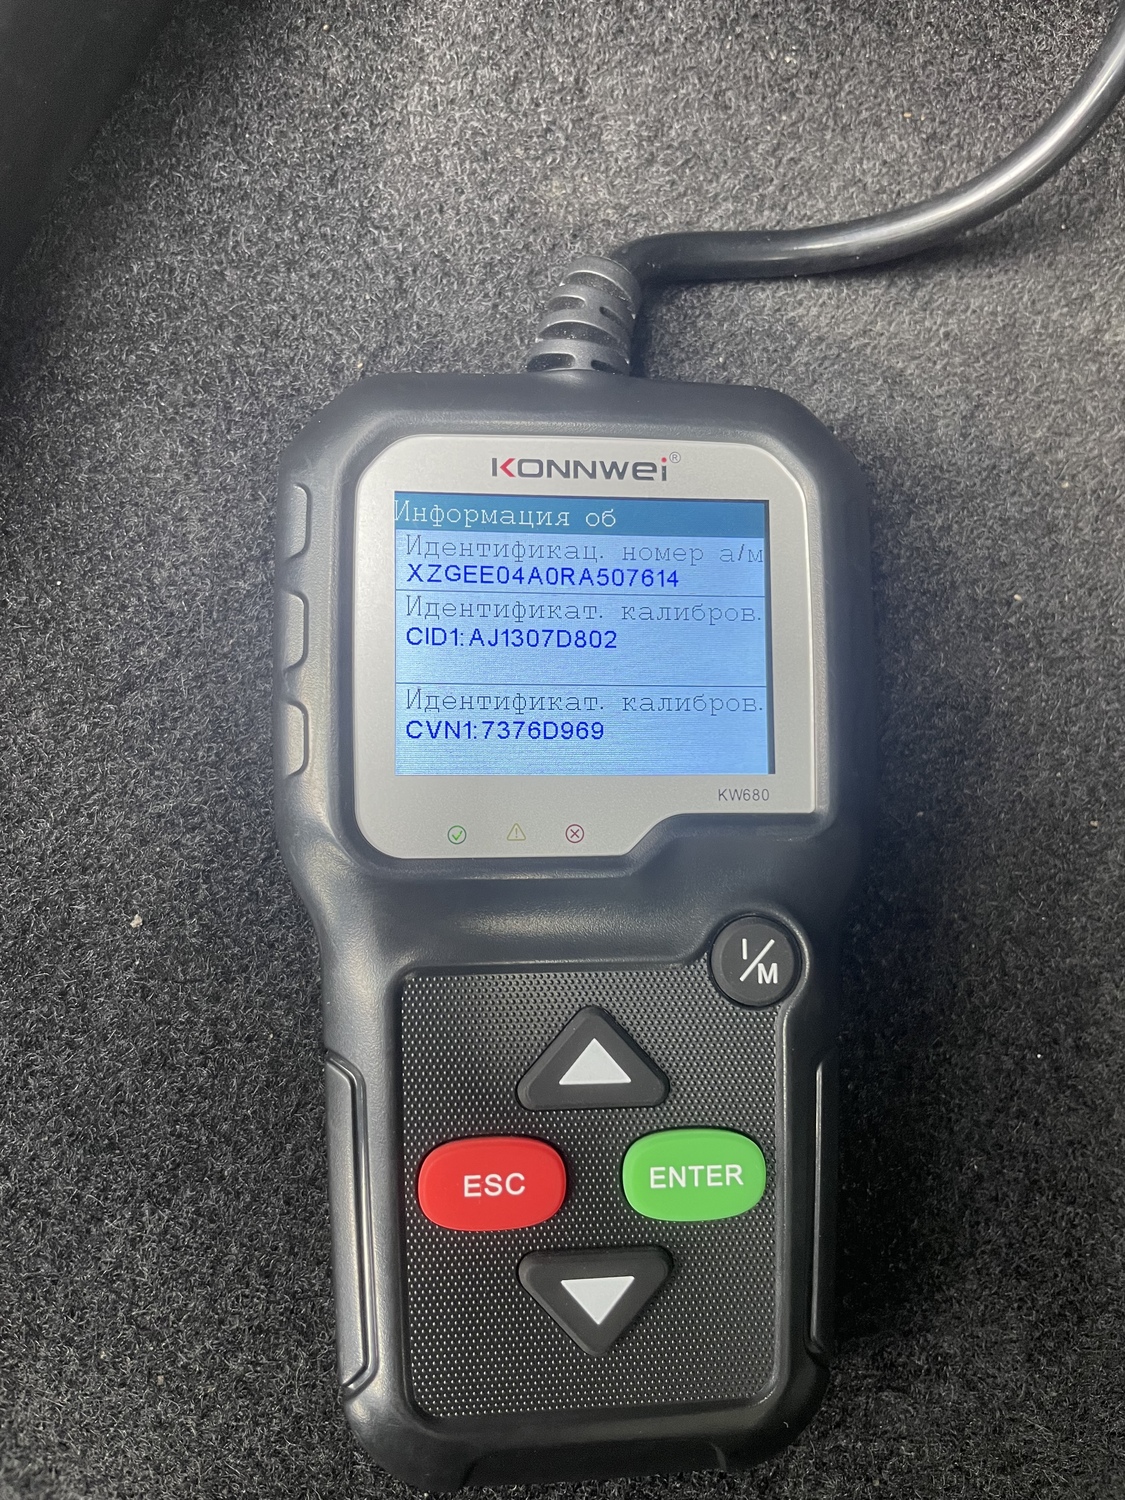 KONNWEi®
Информация об
Идентификац. номер а/м
XZGEE04A0RA507614
Идентификат. калибров.
CID1:AJ1307D802
Идентификат. калибров.
CVN1:7376D969
KW680
I/M
ESC
ENTER